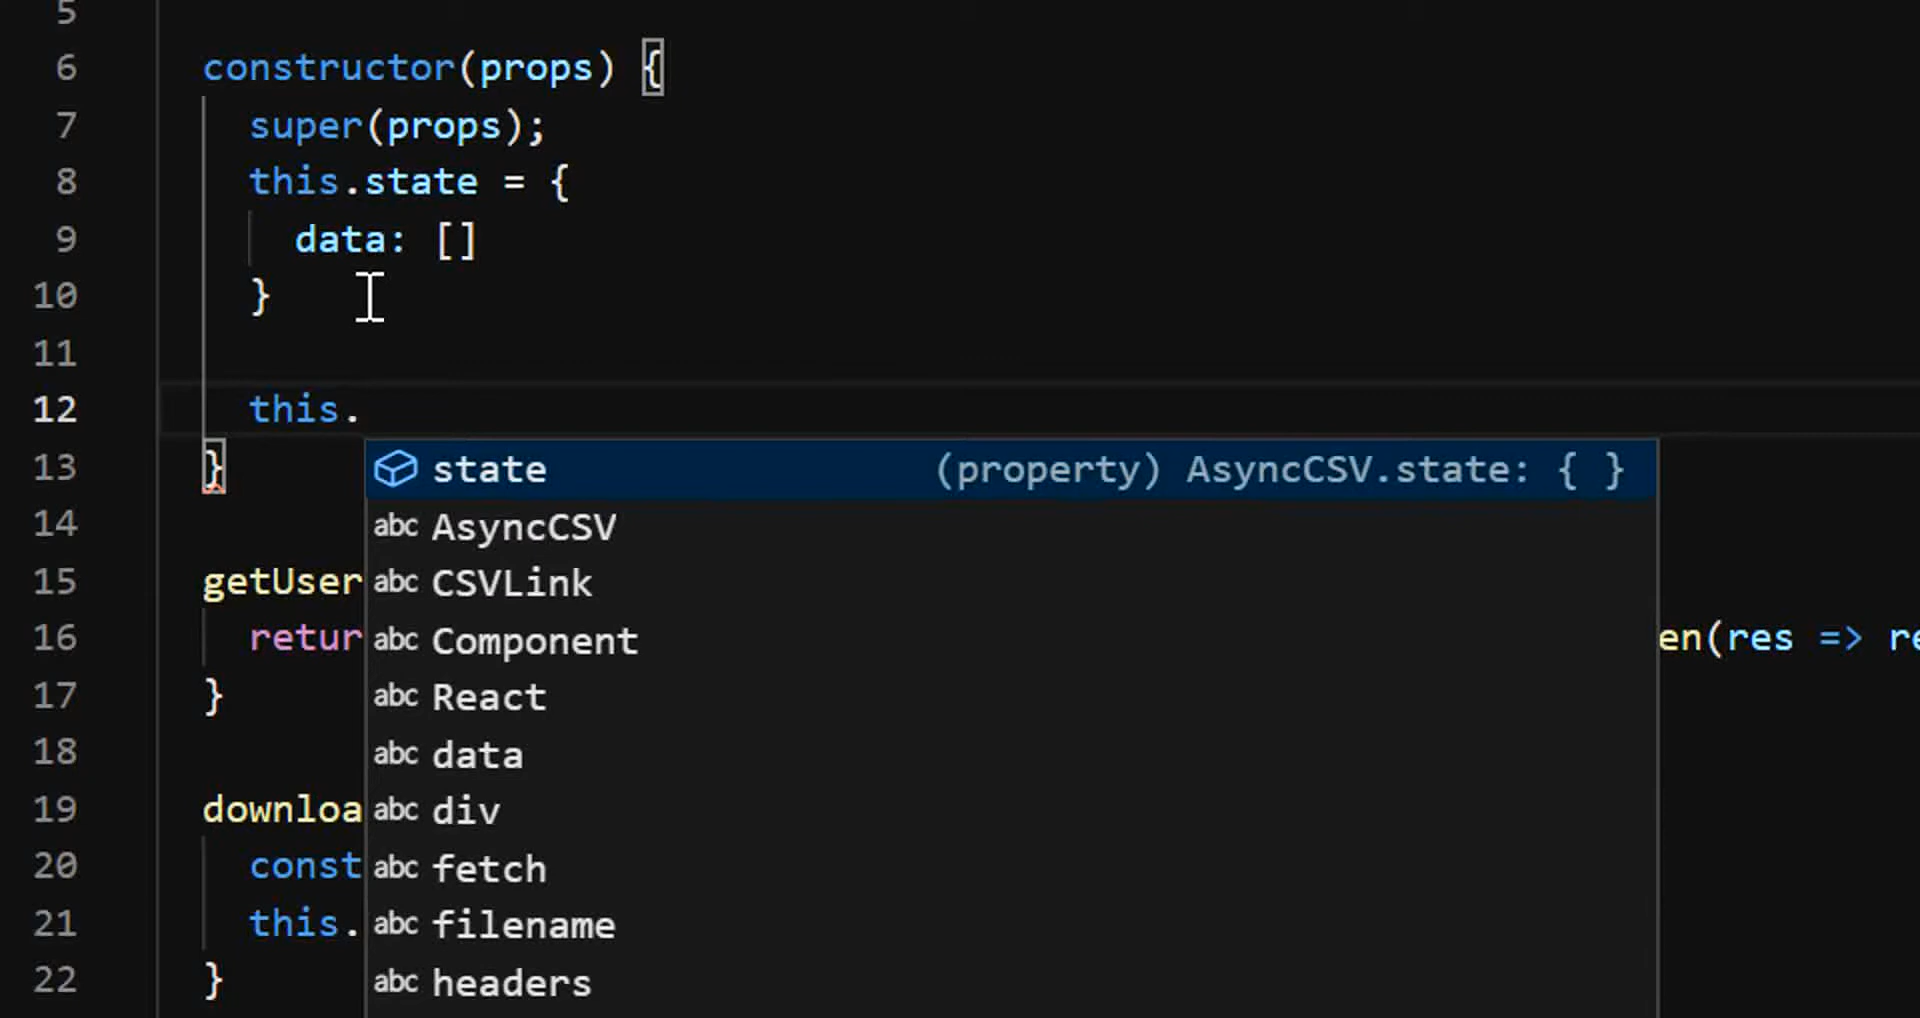 5
6 constructor(props) {
7 super(props);
8 this.state = {
9 data: []
10 }
11
12 this.
13 } state (property) AsyncCSV.state: { }
14 abc AsyncCSV
15 getUser abc CSVLink
16 retur abc Component en(res => re
17 } abc React
18 abc data
19 downloa abc div
20 const abc fetch
21 this. abc filename
22 } abc headers